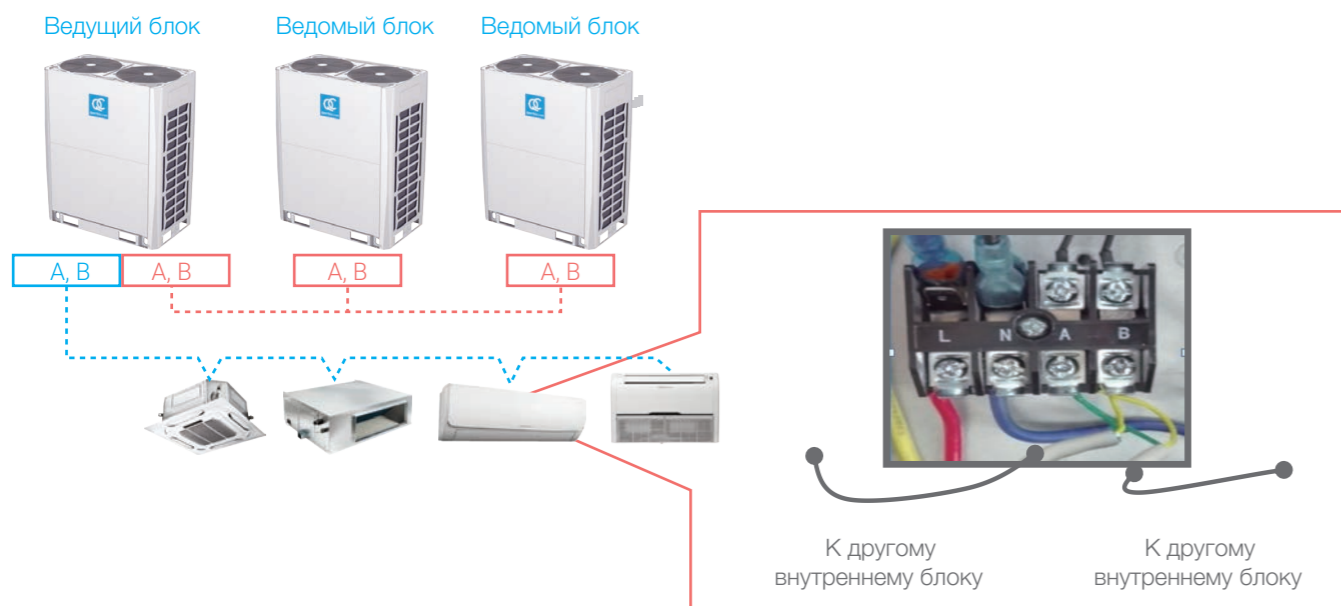 Ведущий блок
Ведомый блок
Ведомый блок
A, B
A, B
A, B
A, B
L N A B
К другому
внутреннему блоку
К другому
внутреннему блоку